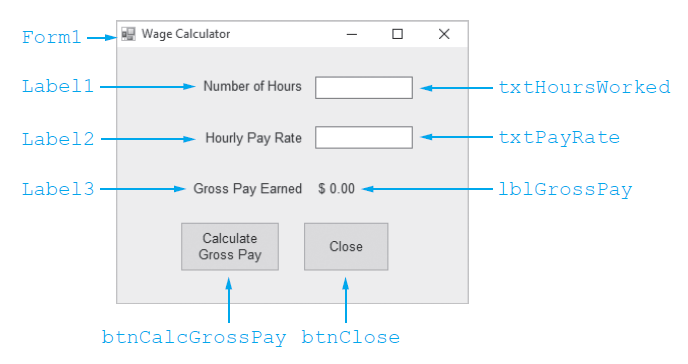 Form1
Wage Calculator
Label1
Number of Hours
txtHoursWorked
Label2
Hourly Pay Rate
txtPayRate
Label3
Gross Pay Earned
$ 0.00
lblGrossPay
Calculate
Gross Pay
Close
btnCalcGrossPay
btnClose